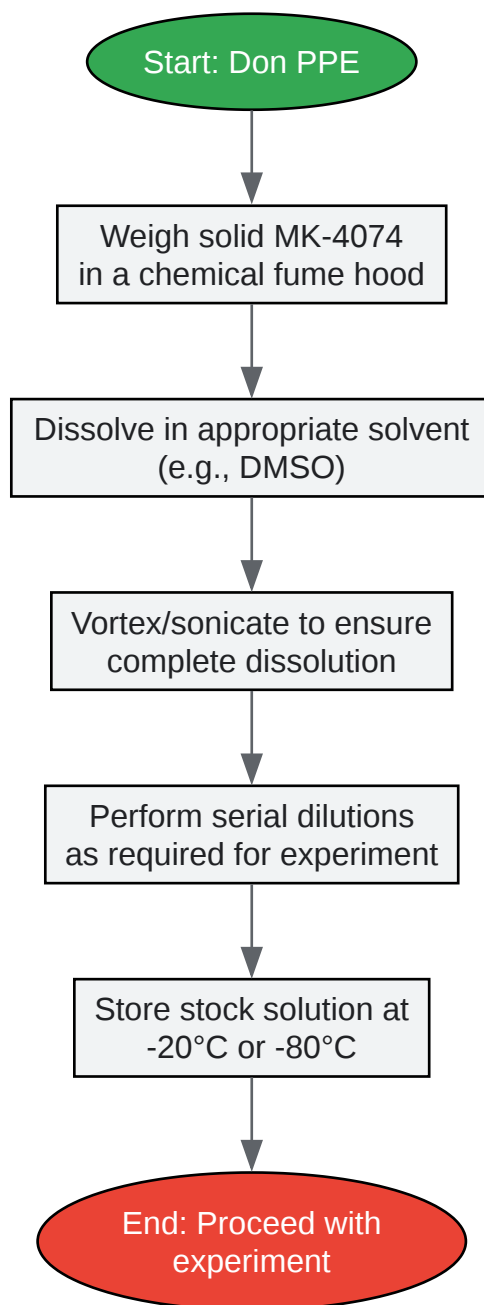 Start: Don PPE
Weigh solid MK-4074
in a chemical fume hood
Dissolve in appropriate solvent
(e.g., DMSO)
Vortex/sonicate to ensure
complete dissolution
Perform serial dilutions
as required for experiment
Store stock solution at
-20°C or -80°C
End: Proceed with
experiment